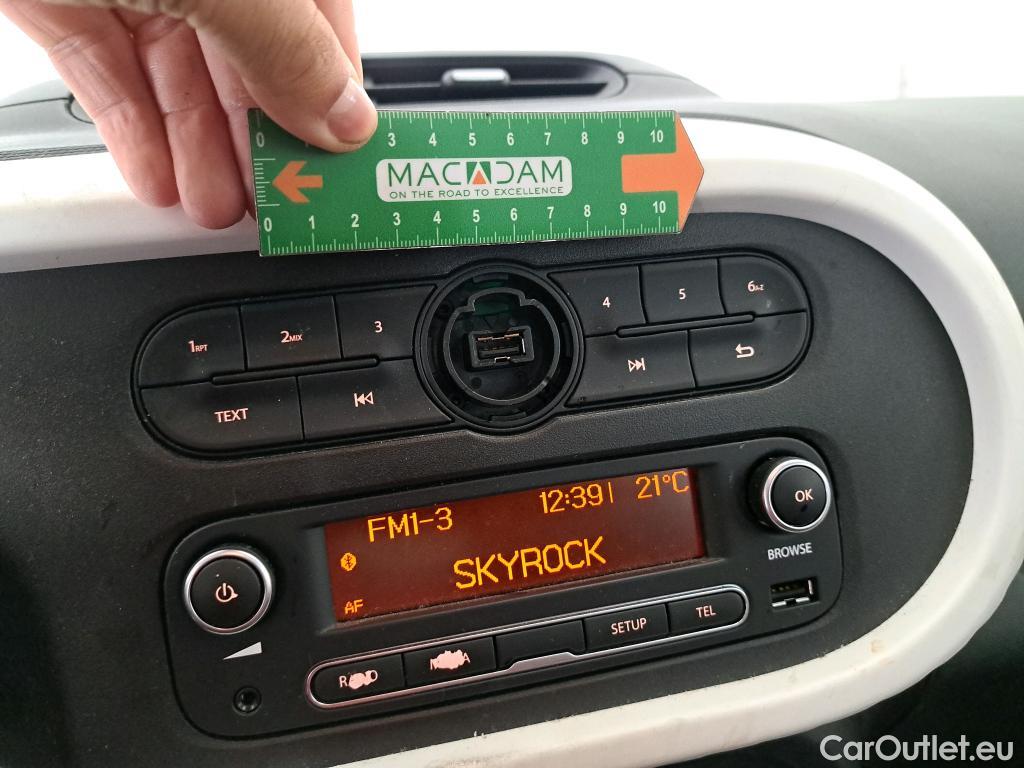 0 3 4 5 6 7 8 9 10
MACADAM
ON THE ROAD TO EXCELLENCE
0 1 2 3 4 5 6 7 8 9 10
1RPT 2MIX 3 4 5 6A-Z
TEXT
FM1-3 12:39 21°C
SKYROCK
AF
OK
BROWSE
SETUP TEL
CarOutlet.eu